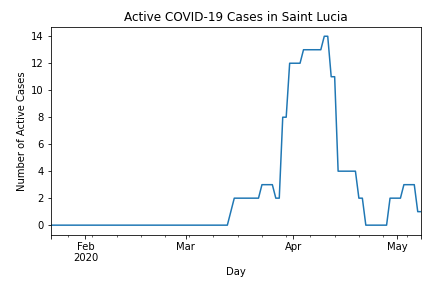 Active COVID-19 Cases in Saint Lucia
Number of Active Cases
14
12
10
8
6
4
2
0
Feb
2020
Mar
Apr
May
Day